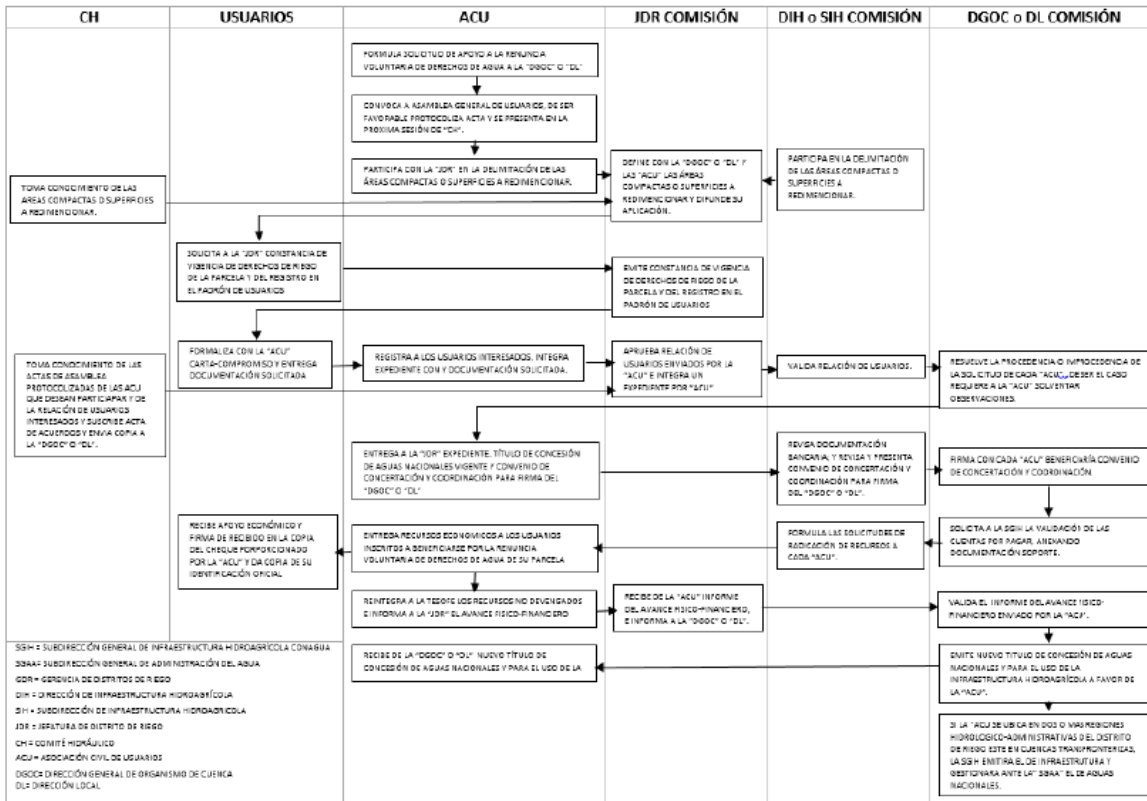 CH
USUARIOS
ACU
JDR COMISIÓN
DIH o SIH COMISIÓN
DGOC o DL COMISIÓN
FORMULA SOLICITUD DE APOYO A LA RENUNCIA
VOLUNTARIA DE DERECHOS DE AGUA A LA "DGOC" O "DL"
CONVOCA A ASAMBLEA GENERAL DE USUARIOS, DE SER
FAVORABLE PROTOCOLIZA ACTA Y SE PRESENTA EN LA
PROXIMA SESIÓN DE "CH".
PARTICIPA CON LA "JDR" EN LA DELIMITACIÓN DE LAS
ÁREAS COMPACTAS O SUPERFICIES A REDIMENCIONAR.
DEFINE CON LA "DGOC" O "DL" Y
LAS "ACU" LAS ÁREAS
COMPACTAS O SUPERFICIES A
REDIMENCIONAR Y DIFUNDE SU
APLICACIÓN.
PARTICIPA EN LA DELIMITACIÓN
DE LAS ÁREAS COMPACTAS O
SUPERFICIES A
REDIMENCIONAR.
TOMA CONOCIMIENTO DE LAS
ÁREAS COMPACTAS O SUPERFICIES
A REDIMENCIONAR.
SOLICITA A LA "JDR" CONSTANCIA DE
VIGENCIA DE DERECHOS DE RIEGO
DE LA PARCELA Y DEL REGISTRO EN
EL PADRÓN DE USUARIOS
EMITE CONSTANCIA DE VIGENCIA
DE DERECHOS DE RIEGO DE LA
PARCELA Y DEL REGISTRO EN EL
PADRÓN DE USUARIOS
TOMA CONOCIMIENTO DE LAS
ACTAS DE ASAMBLEA
PROTOCOLIZADAS DE LAS ACU
QUE DESEAN PARTICIAPAR Y DE
LA RELACIÓN DE USUARIOS
INTERESADOS Y SUSCRIBE ACTA
DE ACUERDOS Y ENVIA COPIA A
LA "DGOC" O "DL".
FORMALIZA CON LA "ACU"
CARTA-COMPROMISO Y ENTREGA
DOCUMENTACIÓN SOLICITADA
REGISTRA A LOS USUARIOS INTERESADOS, INTEGRA
EXPEDIENTE CON Y DOCUMENTACIÓN SOLICITADA.
APRUEBA RELACIÓN DE
USUARIOS ENVIADOS POR LA
"ACU" E INTEGRA UN
EXPEDIENTE POR "ACU"
VALIDA RELACIÓN DE USUARIOS.
RESUELVE LA PROCEDENCIA O IMPROCEDENCIA DE
LA SOLICITUD DE CADA "ACU", DE SER EL CASO
REQUIERE A LA "ACU" SOLVENTAR
OBSERVACIONES.
ENTREGA A LA "JDR" EXPEDIENTE, TÍTULO DE CONCESIÓN
DE AGUAS NACIONALES VIGENTE Y CONVENIO DE
CONCERTACIÓN Y COORDINACIÓN PARA FIRMA DEL
"DGOC" O "DL"
REVISA DOCUMENTACIÓN
BANCARIA; Y REVISA Y PRESENTA
CONVENIO DE CONCERTACIÓN Y
COORDINACIÓN PARA FIRMA
DEL "DGOC" O "DL".
FIRMA CON CADA "ACU" BENEFICIARÍA CONVENIO
DE CONCERTACIÓN Y COORDINACIÓN.
RECIBE APOYO ECONÓMICO Y
FIRMA DE RECIBIDO EN LA COPIA
DEL CHEQUE PORPORCIONADO
POR LA "ACU" Y DA COPIA DE SU
IDENTIFICACIÓN OFICIAL
ENTREGA RECURSOS ECONOMICOS A LOS USUARIOS
INSCRITOS A BENEFICIARSE POR LA RENUNCIA
VOLUNTARIA DE DERECHOS DE AGUA DE SU PARCELA
FORMULA LAS SOLICITUDES DE
RADICACIÓN DE RECURSOS A
CADA "ACU".
SOLICITA A LA SGIH LA VALIDACIÓN DE LAS
CUENTAS POR PAGAR, ANEXANDO
DOCUMENTACIÓN SOPORTE.
REINTEGRA A LA TESOFE LOS RECURSOS NO DEVENGADOS
E INFORMA A LA "JDR" EL AVANCE FISICO-FINANCIERO
RECIBE DE LA "ACU" INFORME
DEL AVANCE FISICO-FINANCIERO,
E INFORMA A LA "DGOC" O "DL".
VALIDA EL INFORME DEL AVANCE FISICO-
FINANCIERO ENVIADO POR LA "ACU".
RECIBE DE LA "DGOC" O "DL" NUEVO TÍTULO DE
CONCESIÓN DE AGUAS NACIONALES Y PARA EL USO DE LA
EMITE NUEVO TITULO DE CONCESIÓN DE AGUAS
NACIONALES Y PARA EL USO DE LA
INFRAESTRUCTURA HIDROAGRÍCOLA A FAVOR DE
LA "ACU".
SI LA "ACU SE UBICA EN DOS O MAS REGIONES
HIDROLÓGICO-ADMINISTRATIVAS O EL DISTRITO
DE RIEGO ESTE EN CUENCAS TRANSFRONTERIZAS,
LA SGIH EMITIRA EL DE INFRAESTRUTURA Y
GESTIONARA ANTE LA" SGAA" EL DE AGUAS
NACIONALES.
SGIH = SUBDIRECCIÓN GENERAL DE INFRAESTRUCTURA HIDROAGRÍCOLA CONAGUA
SGAA= SUBDIRECCIÓN GENERAL DE ADMINISTRACIÓN DEL AGUA
GDR = GERENCIA DE DISTRITOS DE RIEGO
DIH = DIRECCIÓN DE INFRAESTRUCTURA HIDROAGRÍCOLA
SIH = SUBDIRECCIÓN DE INFRAESTRUCTURA HIDROAGRICOLA
JDR = JEFATURA DE DISTRITO DE RIEGO
CH = COMITÉ HIDRÁULICO
ACU = ASOCIACIÓN CIVIL DE USUARIOS
DGOC= DIRECCIÓN GENERAL DE ORGANISMO DE CUENCA
DL= DIRECCIÓN LOCAL